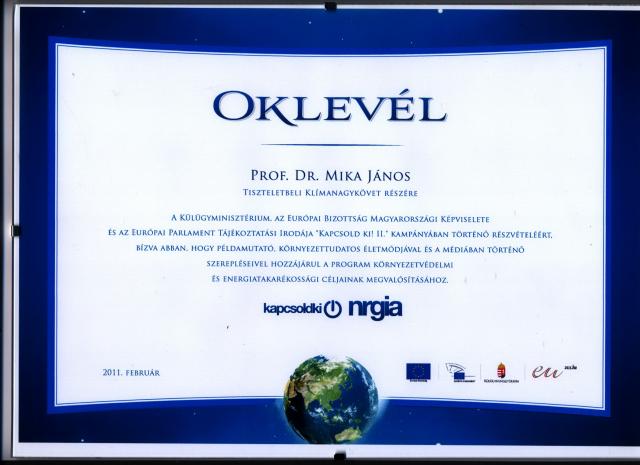 OKLEVÉL
PROF. DR. MIKA JÁNOS
TISZTELETBELI KLÍMANAGYKÖVET RÉSZÉRE
A KÜLÜGYMINISZTÉRIUM, AZ EURÓPAI BIZOTTSÁG MAGYARORSZÁGI KÉPVISELETE
ÉS AZ EURÓPAI PARLAMENT TÁJÉKOZTATÁSI IRODÁJA "KAPCSOLD KI! II." KAMPÁNYÁBAN TÖRTÉNŐ RÉSZVÉTELÉÉRT,
BÍZVA ABBAN, HOGY PÉLDAMUTATÓ, KÖRNYEZETTUDATOS ÉLETMÓDJÁVAL ÉS A MÉDIÁBAN TÖRTÉNŐ
SZEREPLÉSEIVEL HOZZÁJÁRUL A PROGRAM KÖRNYEZETVÉDELMI
ÉS ENERGIATAKARÉKOSSÁGI CÉLJAINAK MEGVALÓSÍTÁSÁHOZ.
kapcsoldki nrgia
2011. FEBRUÁR
KÜLÜGYMINISZTÉRIUM
eu